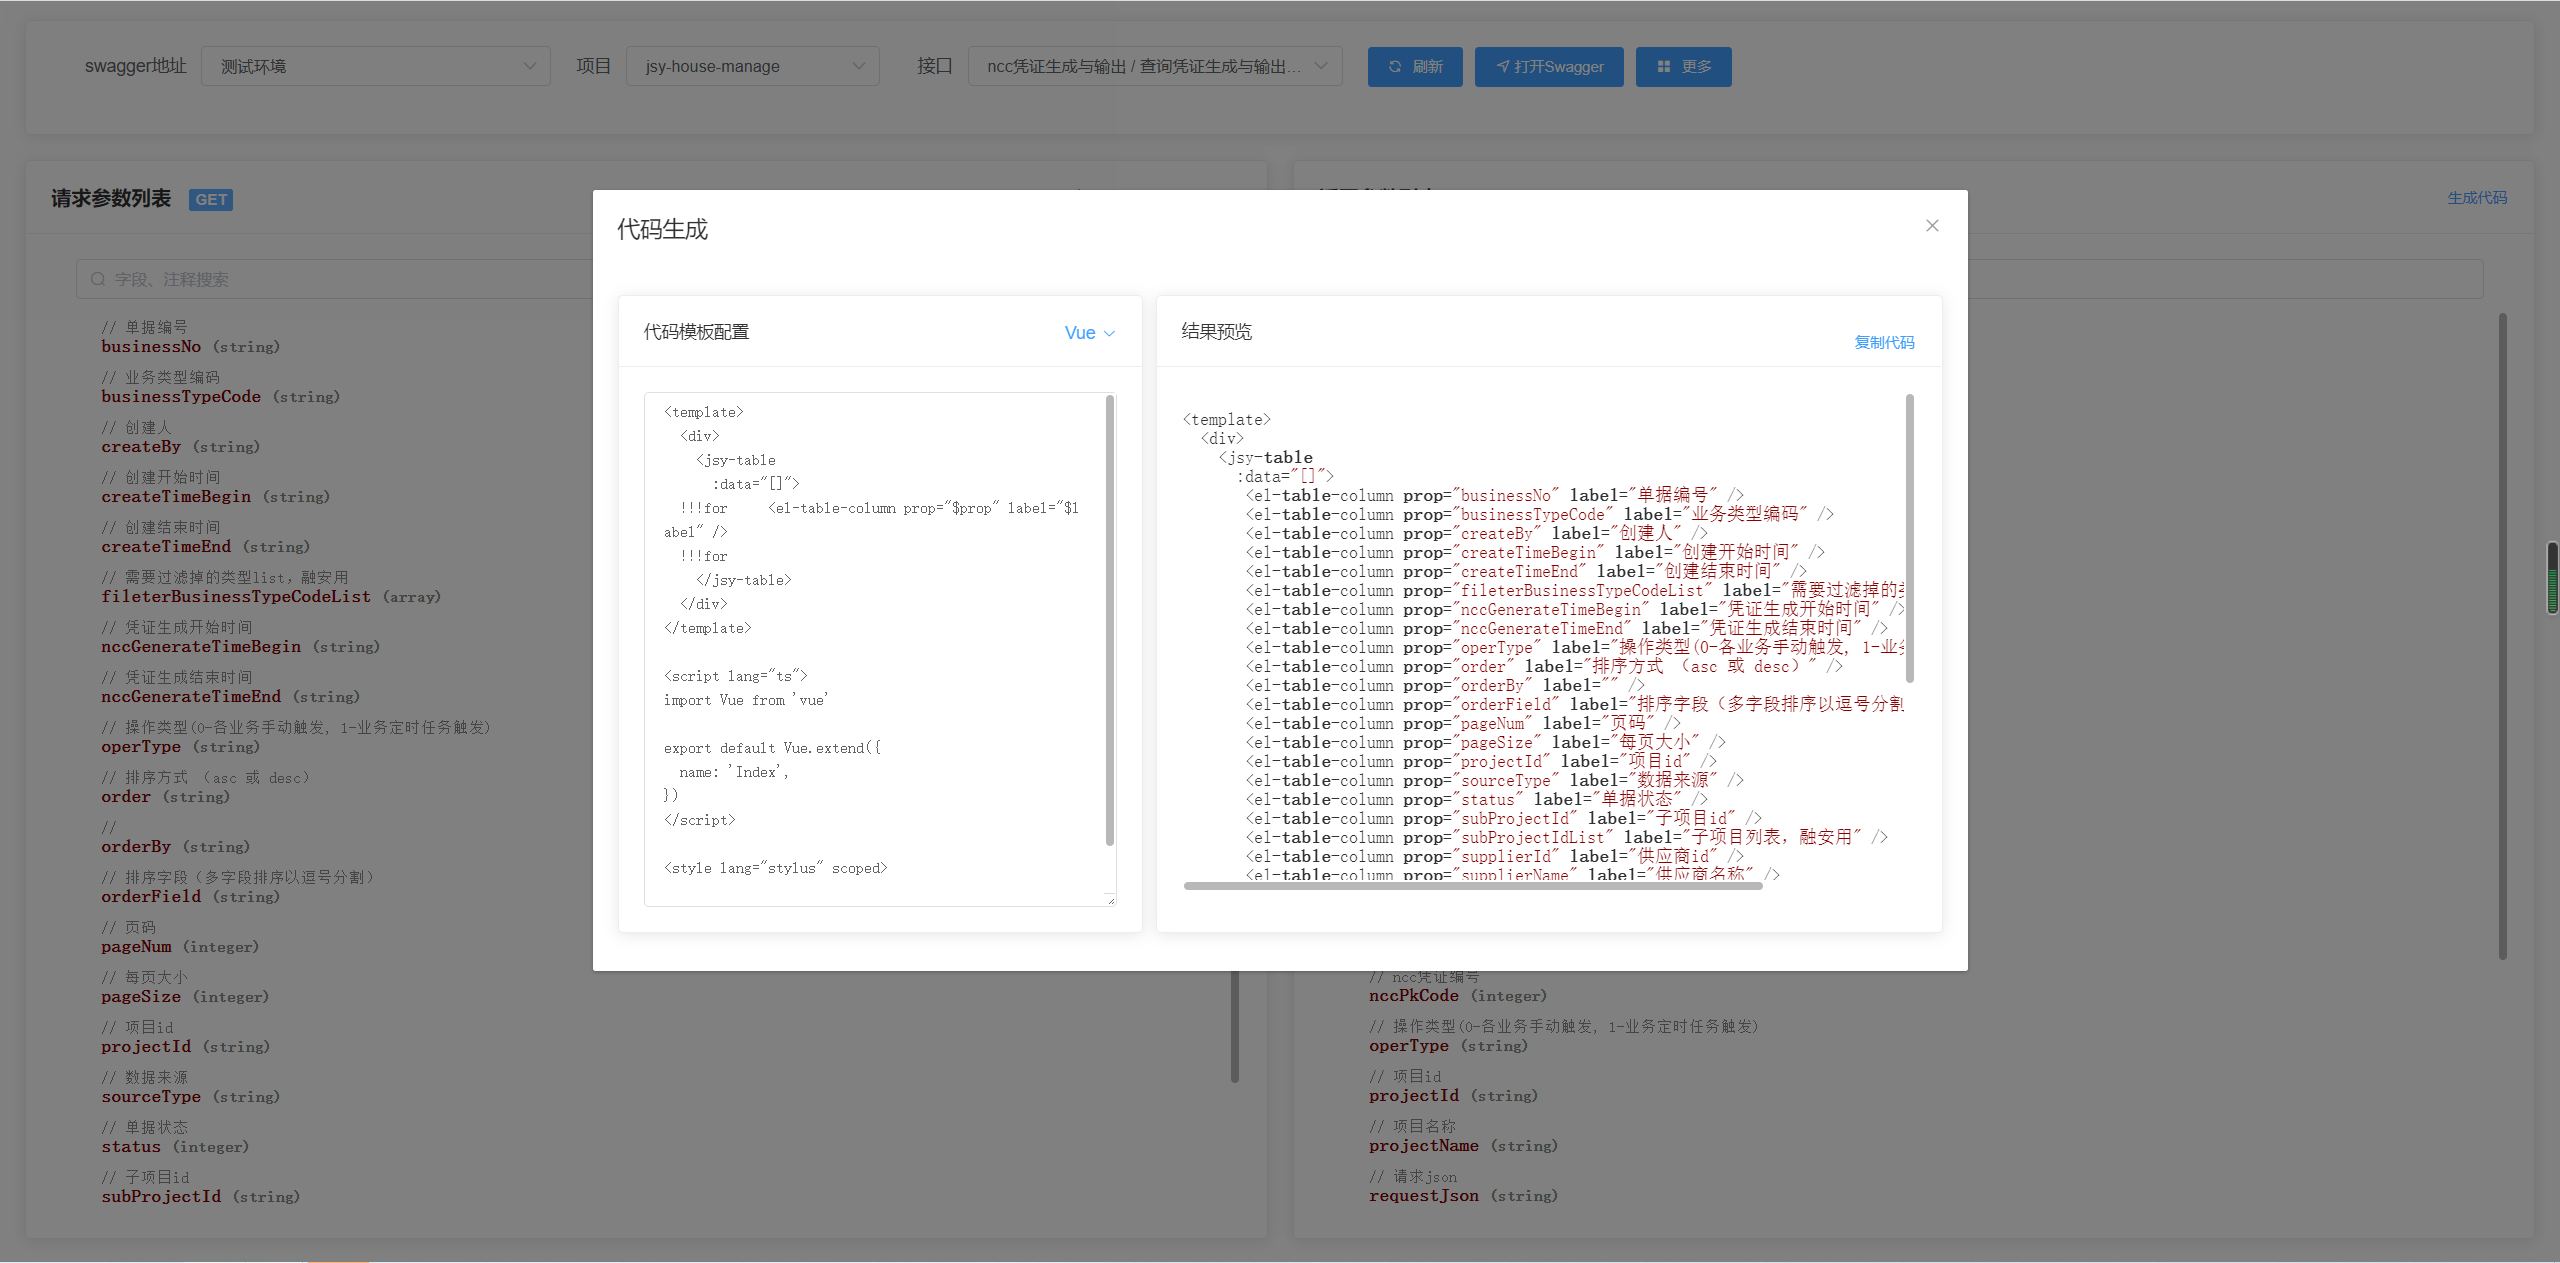 swagger地址
测试环境
项目
jsy-house-manage
接口
ncc凭证生成与输出 / 查询凭证生成与输出...
刷新
打开Swagger
更多
请求参数列表
GET
字段、注释搜索
// 单据编号
businessNo (string)
// 业务类型编码
businessTypeCode (string)
// 创建人
createBy (string)
// 创建开始时间
createTimeBegin (string)
// 创建结束时间
createTimeEnd (string)
// 需要过滤掉的类型list，融安用
fileterBusinessTypeCodeList (array)
// 凭证生成开始时间
nccGenerateTimeBegin (string)
// 凭证生成结束时间
nccGenerateTimeEnd (string)
// 操作类型(0-各业务手动触发, 1-业务定时任务触发)
operType (string)
// 排序方式 （asc 或 desc）
order (string)
//
orderBy (string)
// 排序字段（多字段排序以逗号分割）
orderField (string)
// 页码
pageNum (integer)
// 每页大小
pageSize (integer)
// 项目id
projectId (string)
// 数据来源
sourceType (string)
// 单据状态
status (integer)
// 子项目id
subProjectId (string)
代码生成
代码模板配置
Vue
<template>
<div>
<jsy-table
:data="[]">
!!!for     <el-table-column prop="$prop" label="$l
abel" />
!!!for
</jsy-table>
</div>
</template>
<script lang="ts">
import Vue from 'vue'
export default Vue.extend({
name: 'Index',
})
</script>
<style lang="stylus" scoped>
结果预览
复制代码
<template>
<div>
<jsy-table
:data="[]">
<el-table-column prop="businessNo" label="单据编号" />
<el-table-column prop="businessTypeCode" label="业务类型编码" />
<el-table-column prop="createBy" label="创建人" />
<el-table-column prop="createTimeBegin" label="创建开始时间" />
<el-table-column prop="createTimeEnd" label="创建结束时间" />
<el-table-column prop="fileterBusinessTypeCodeList" label="需要过滤掉的
<el-table-column prop="nccGenerateTimeBegin" label="凭证生成开始时间" />
<el-table-column prop="nccGenerateTimeEnd" label="凭证生成结束时间" />
<el-table-column prop="operType" label="操作类型(0-各业务手动触发, 1-业
<el-table-column prop="order" label="排序方式 （asc 或 desc）" />
<el-table-column prop="orderBy" label="" />
<el-table-column prop="orderField" label="排序字段（多字段排序以逗号分割
<el-table-column prop="pageNum" label="页码" />
<el-table-column prop="pageSize" label="每页大小" />
<el-table-column prop="projectId" label="项目id" />
<el-table-column prop="sourceType" label="数据来源" />
<el-table-column prop="status" label="单据状态" />
<el-table-column prop="subProjectId" label="子项目id" />
<el-table-column prop="subProjectIdList" label="子项目列表，融安用" />
<el-table-column prop="supplierId" label="供应商id" />
<el-table-column prop="supplierName" label="供应商名称" />
生成代码
// ncc凭证编号
nccPkCode (integer)
// 操作类型(0-各业务手动触发, 1-业务定时任务触发)
operType (string)
// 项目id
projectId (string)
// 项目名称
projectName (string)
// 请求json
requestJson (string)